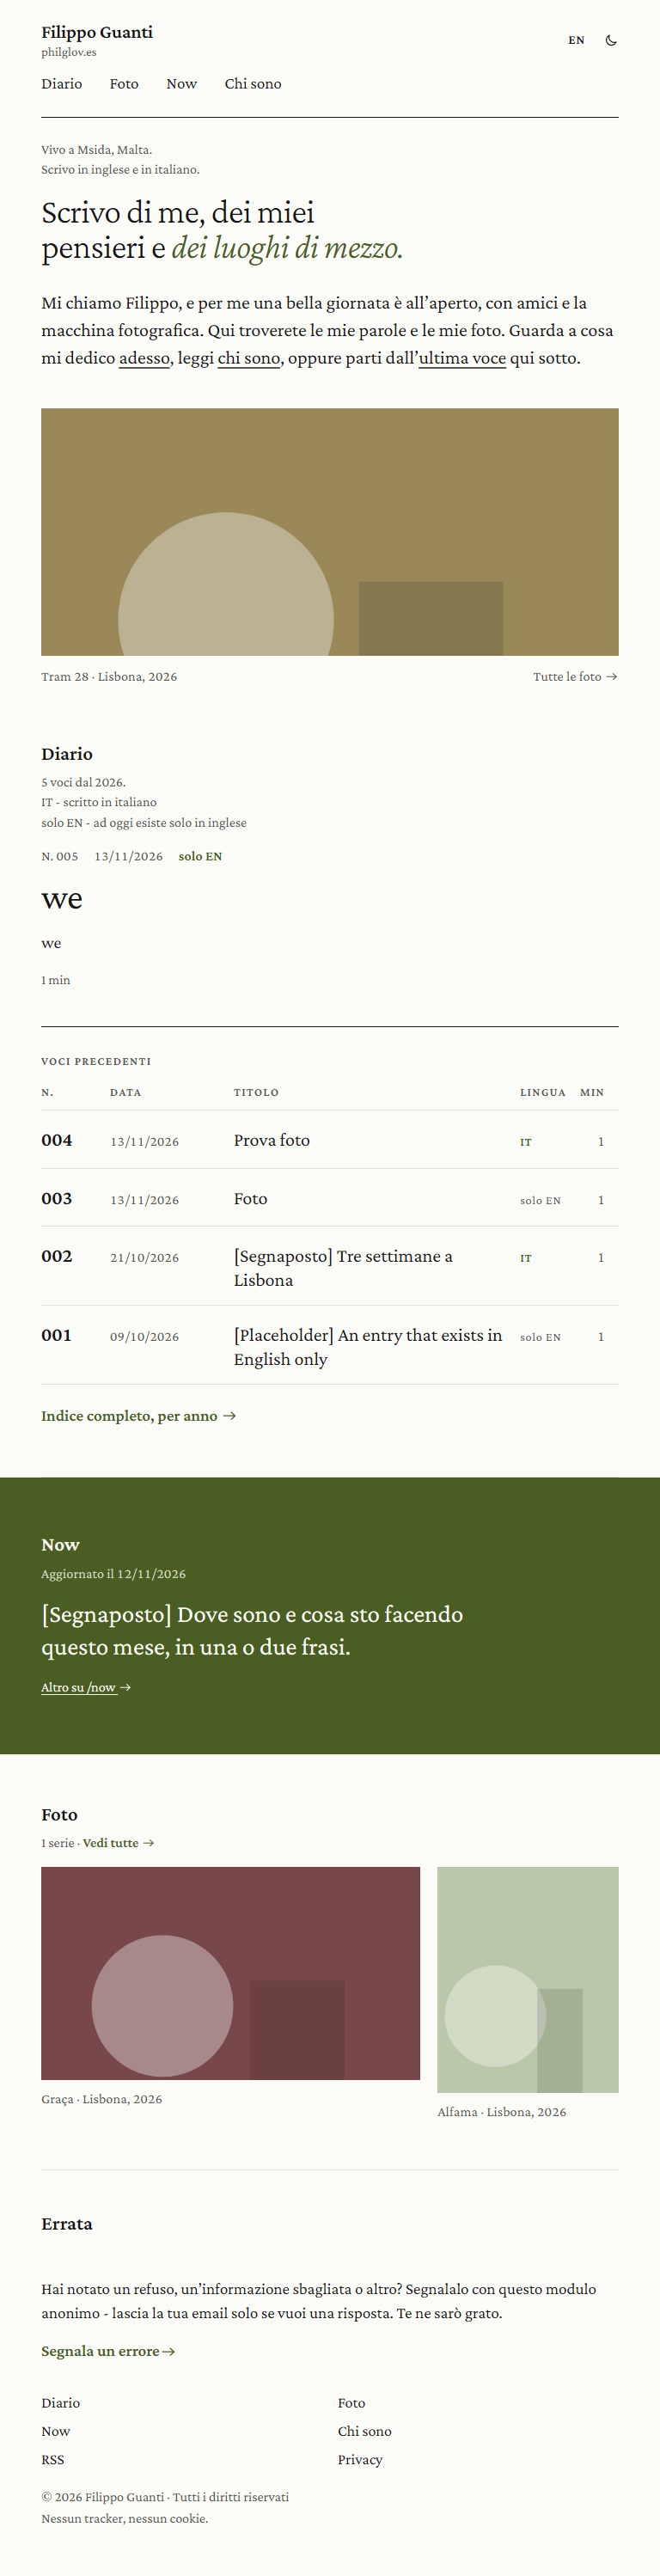 Filippo Guanti
philglov.es
EN
Diario Foto Now Chi sono
Vivo a Msida, Malta.
Scrivo in inglese e in italiano.
Scrivo di me, dei miei
pensieri e dei luoghi di mezzo.
Mi chiamo Filippo, e per me una bella giornata è all’aperto, con amici e la
macchina fotografica. Qui troverete le mie parole e le mie foto. Guarda a cosa
mi dedico adesso, leggi chi sono, oppure parti dall’ultima voce qui sotto.
Tram 28 · Lisbona, 2026
Tutte le foto →
Diario
5 voci dal 2026.
IT - scritto in italiano
solo EN - ad oggi esiste solo in inglese
N. 005 13/11/2026 solo EN
we
we
1 min
VOCI PRECEDENTI
N. DATA TITOLO LINGUA MIN
004 13/11/2026 Prova foto IT 1
003 13/11/2026 Foto solo EN 1
002 21/10/2026 [Segnaposto] Tre settimane a IT 1
Lisbona
001 09/10/2026 [Placeholder] An entry that exists in solo EN 1
English only
Indice completo, per anno →
Now
Aggiornato il 12/11/2026
[Segnaposto] Dove sono e cosa sto facendo
questo mese, in una o due frasi.
Altro su /now →
Foto
1 serie · Vedi tutte →
Graça · Lisbona, 2026
Alfama · Lisbona, 2026
Errata
Hai notato un refuso, un’informazione sbagliata o altro? Segnalalo con questo modulo
anonimo - lascia la tua email solo se vuoi una risposta. Te ne sarò grato.
Segnala un errore →
Diario Foto
Now Chi sono
RSS Privacy
© 2026 Filippo Guanti · Tutti i diritti riservati
Nessun tracker, nessun cookie.